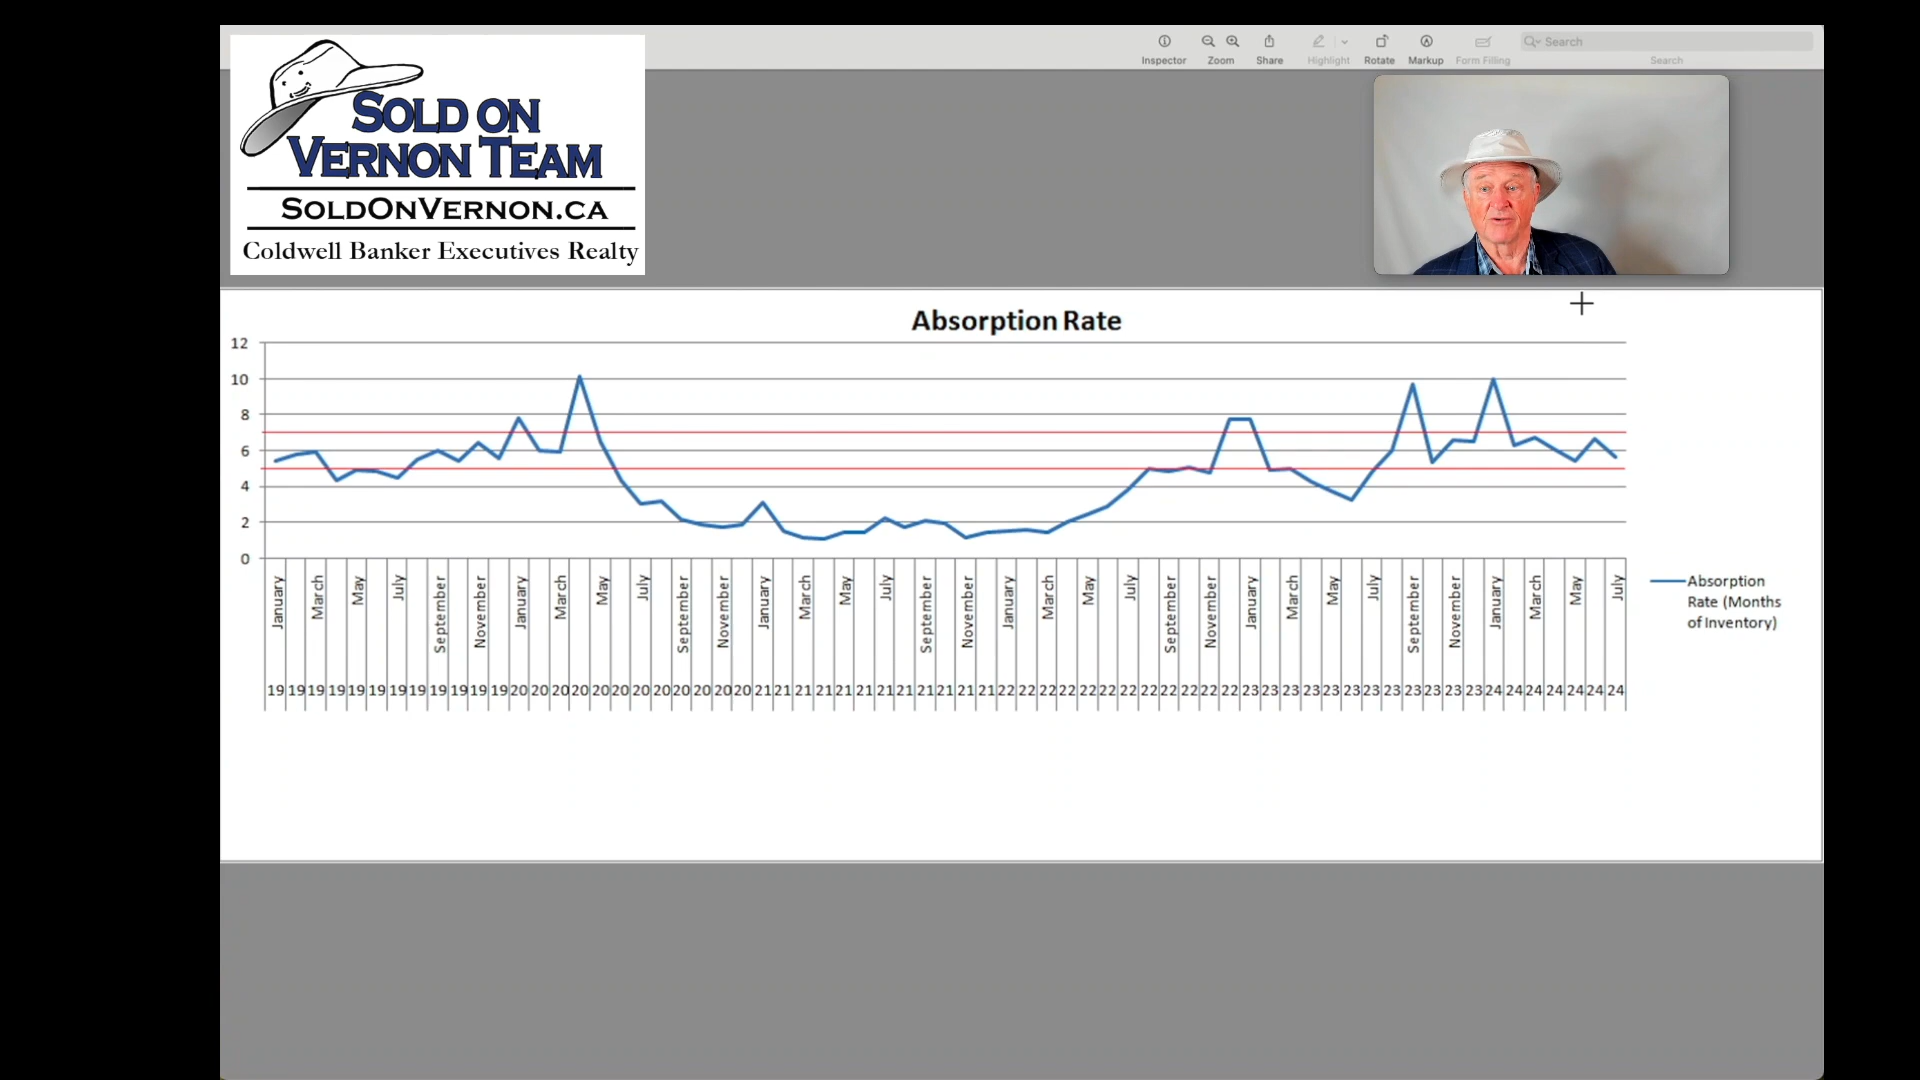 SOLD ON
VERNON TEAM
SOLDONVERNON.CA
Coldwell Banker Executives Realty
Inspector Zoom Share Highlight Rotate Markup Form Filling Search
Search
Absorption Rate
12
10
8
6
4
2
0
January March May July September November January March May July September November January March May July September November January March May July September November January March May July September November January March May July
19 19 19 19 19 19 19 19 19 19 19 19 20 20 20 20 20 20 20 20 20 20 20 20 21 21 21 21 21 21 21 21 21 21 21 21 22 22 22 22 22 22 22 22 22 22 22 22 23 23 23 23 23 23 23 23 23 23 23 23 24 24 24 24 24 24 24
Absorption
Rate (Months
of Inventory)